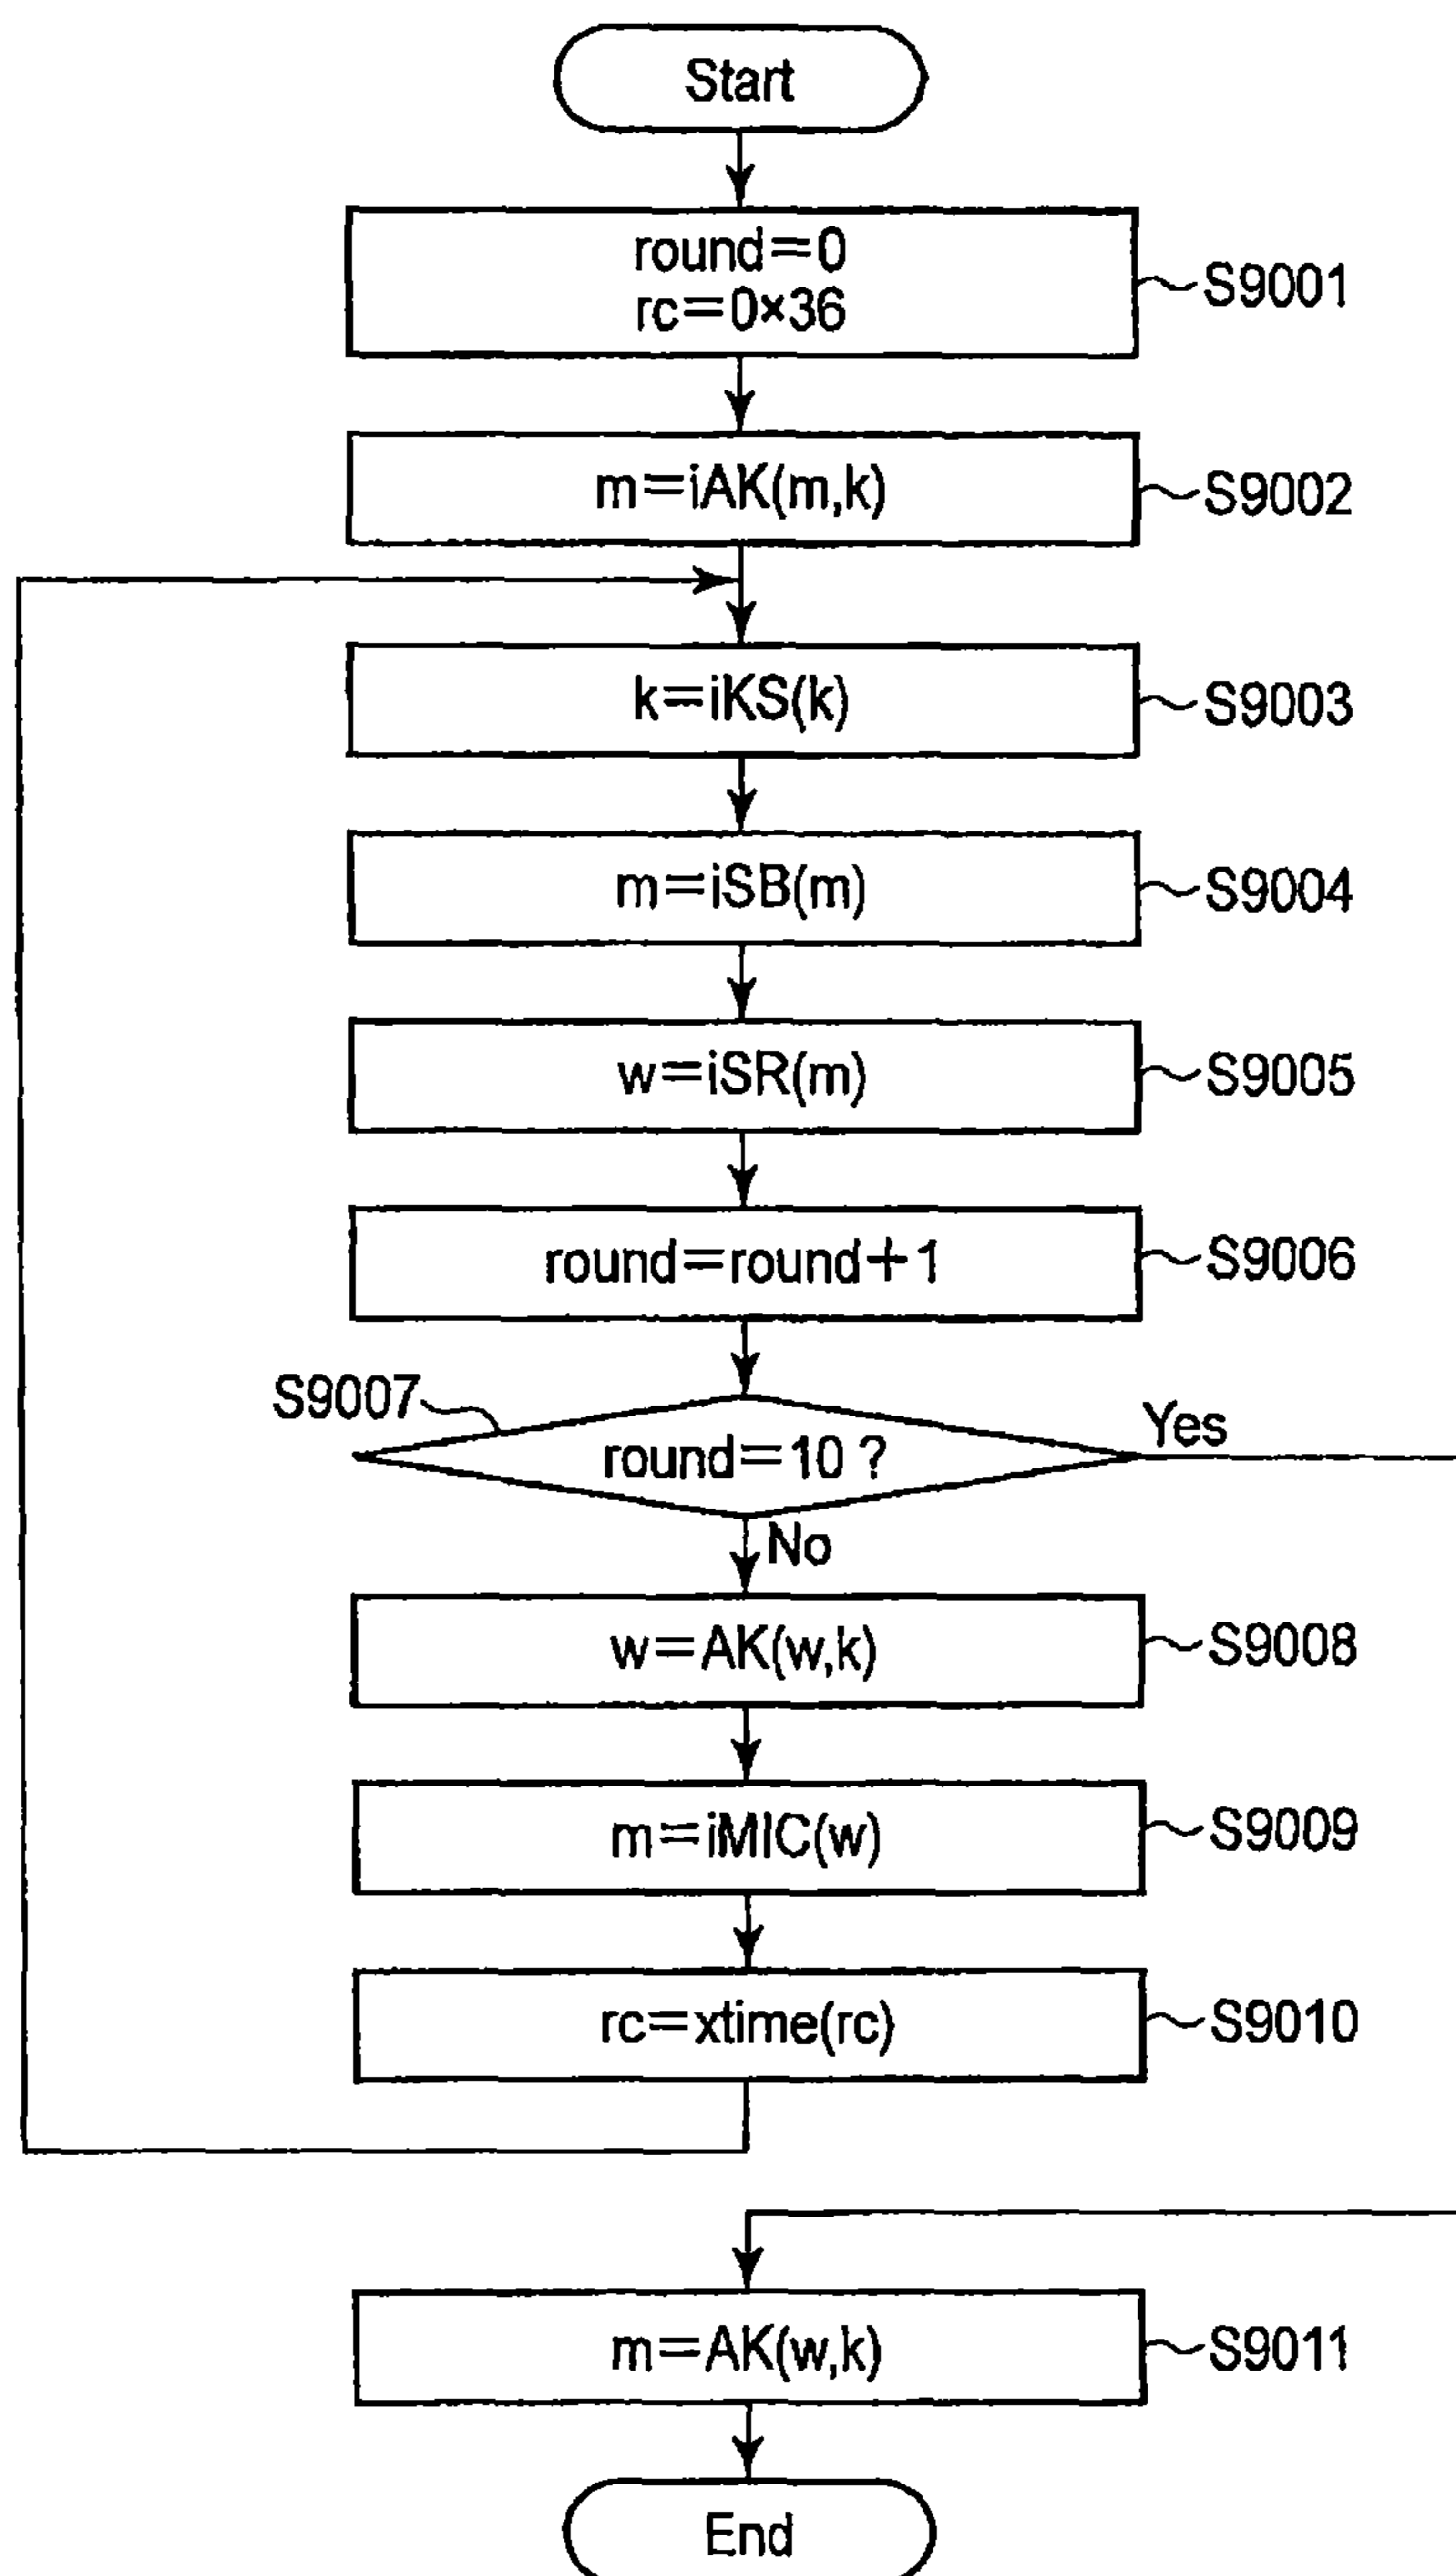 Start
round=0
rc=0×36
S9001
m=iAK(m,k)
S9002
k=iKS(k)
S9003
m=iSB(m)
S9004
w=iSR(m)
S9005
round=round+1
S9006
S9007
round=10 ?
Yes
No
w=AK(w,k)
S9008
m=iMIC(w)
S9009
rc=xtime(rc)
S9010
m=AK(w,k)
S9011
End